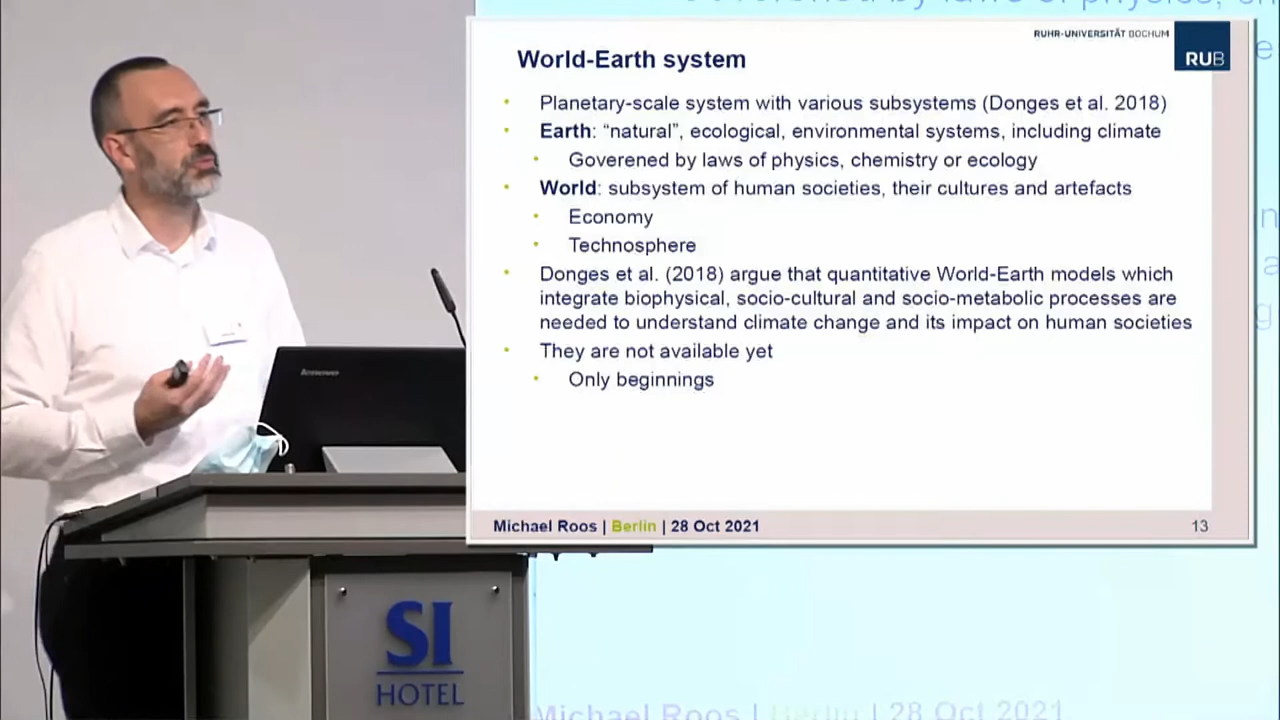 RUHR-UNIVERSITÄT BOCHUM
RUB
World-Earth system
• Planetary-scale system with various subsystems (Donges et al. 2018)
• Earth: “natural”, ecological, environmental systems, including climate
• Goverened by laws of physics, chemistry or ecology
• World: subsystem of human societies, their cultures and artefacts
• Economy
• Technosphere
• Donges et al. (2018) argue that quantitative World-Earth models which
integrate biophysical, socio-cultural and socio-metabolic processes are
needed to understand climate change and its impact on human societies
• They are not available yet
• Only beginnings
Michael Roos | Berlin | 28 Oct 2021
13
Lenovo
SI
HOTEL
Michael Roos | Berlin | 28 Oct 2021